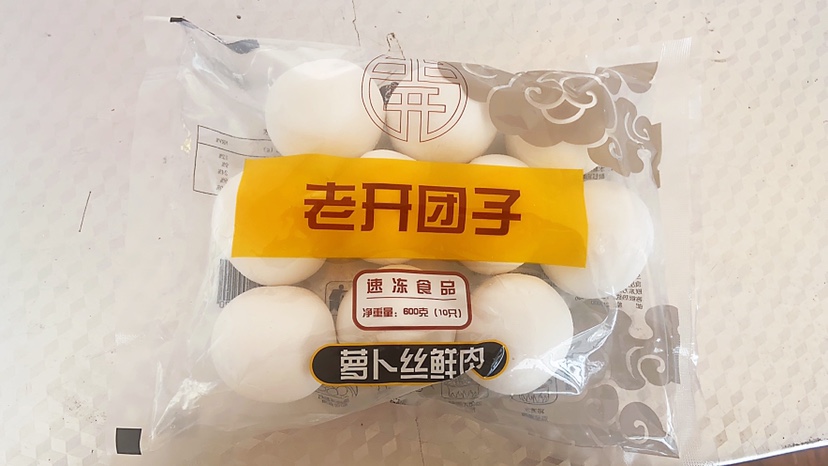 開
老开团子
速冻食品
净重量：600克（10只）
萝卜丝鲜肉